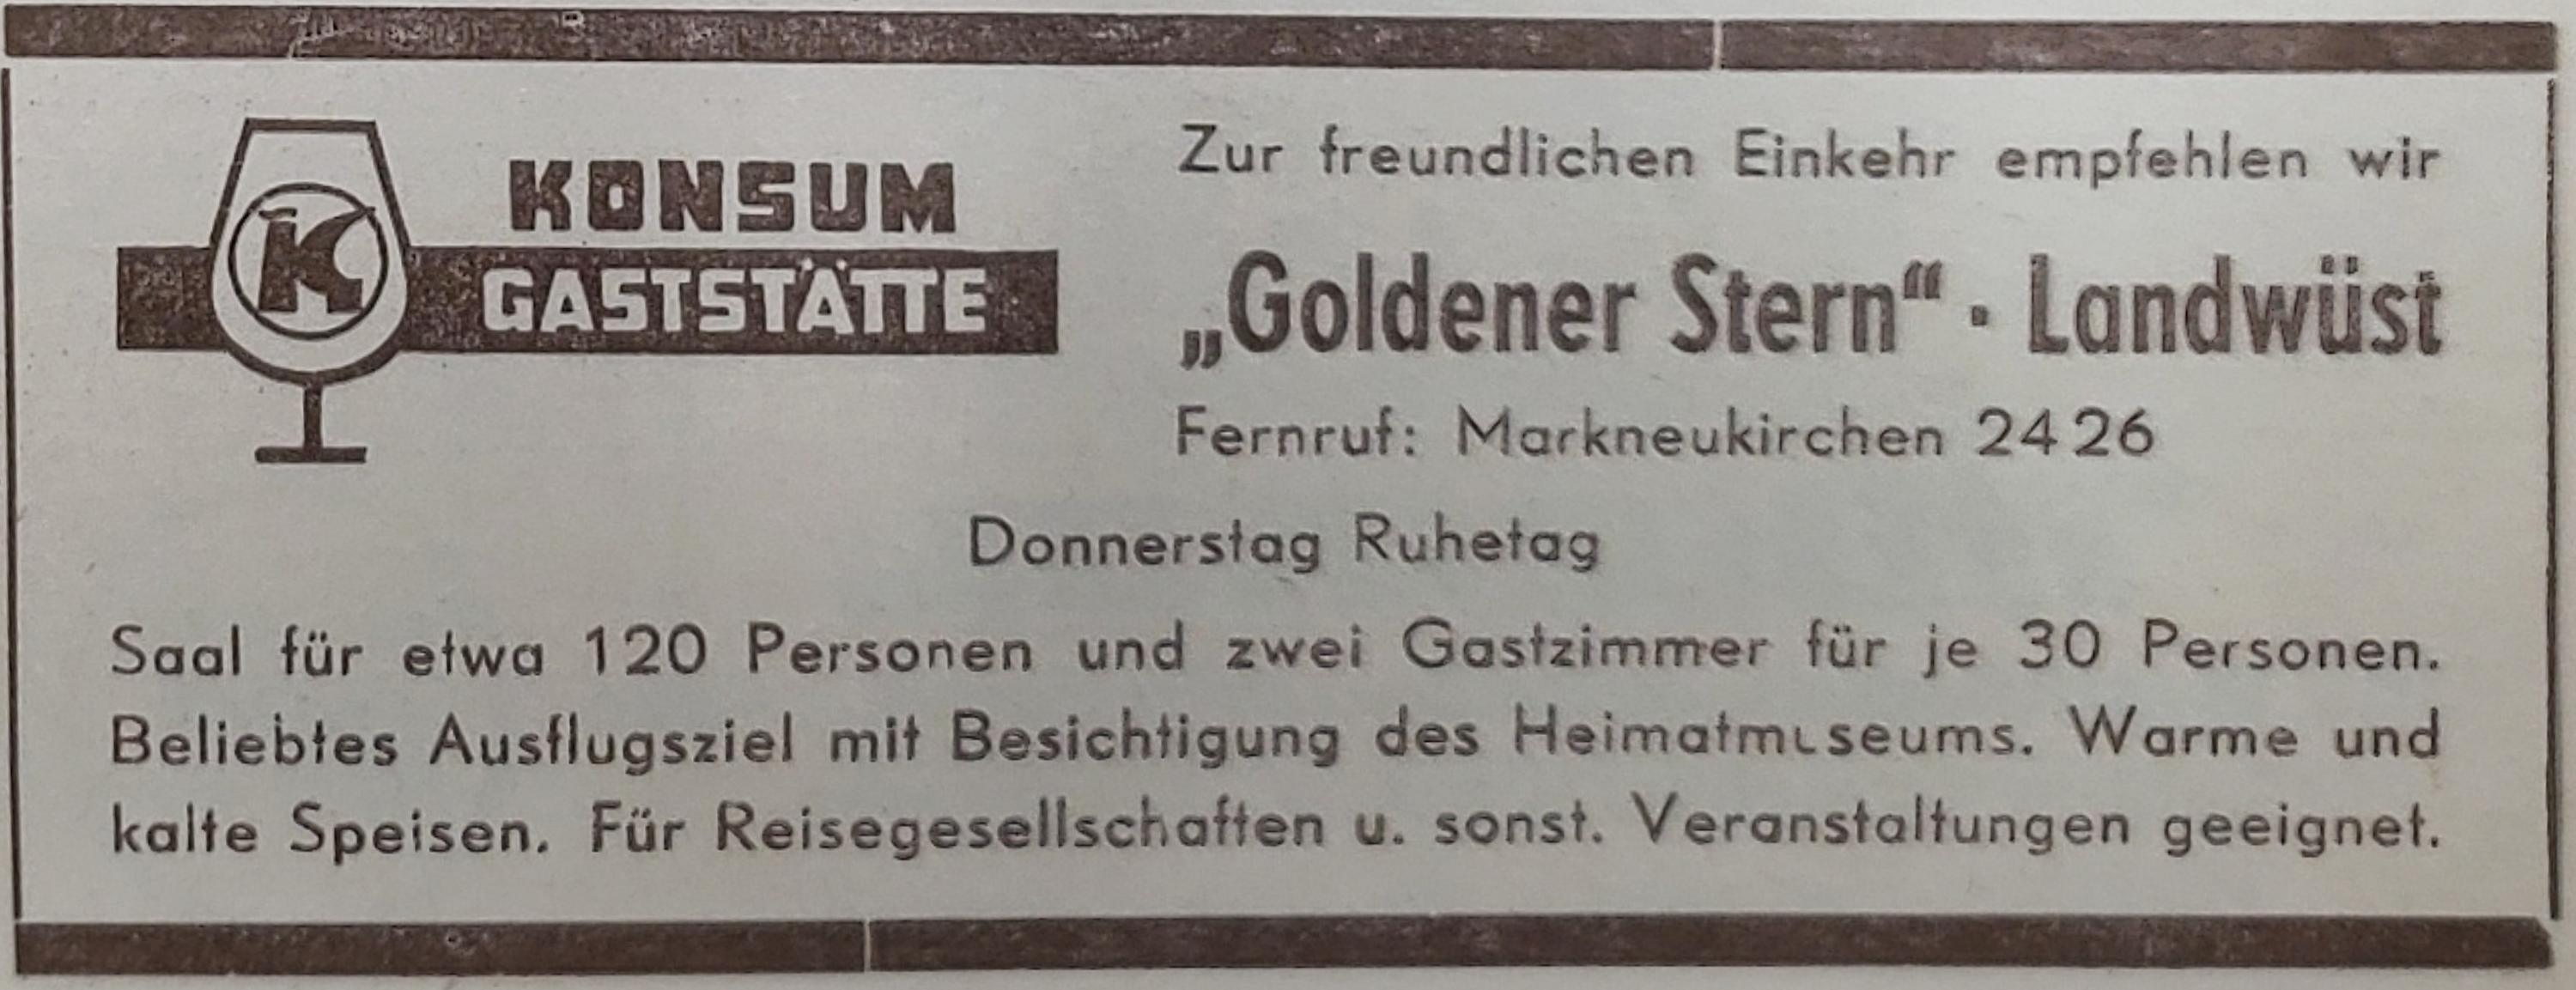 K
KONSUM
GASTSTÄTTE
Zur freundlichen Einkehr empfehlen wir
„Goldener Stern“ · Landwüst
Fernruf: Markneukirchen 24 26
Donnerstag Ruhetag
Saal für etwa 120 Personen und zwei Gastzimmer für je 30 Personen.
Beliebtes Ausflugsziel mit Besichtigung des Heimatmuseums. Warme und
kalte Speisen. Für Reisegesellschaften u. sonst. Veranstaltungen geeignet.